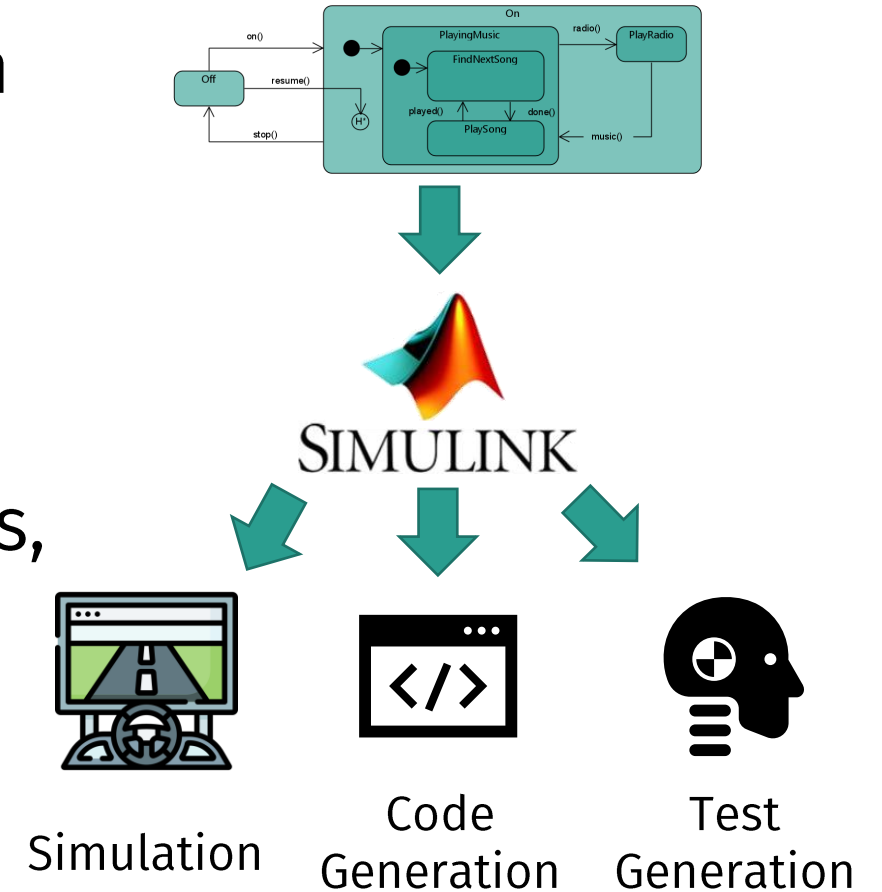 On
on()
PlayingMusic
radio()
PlayRadio
FindNextSong
Off
resume()
played()
done()
H*
PlaySong
stop()
music()
SIMULINK
s,
Simulation
Code
Generation
Test
Generation